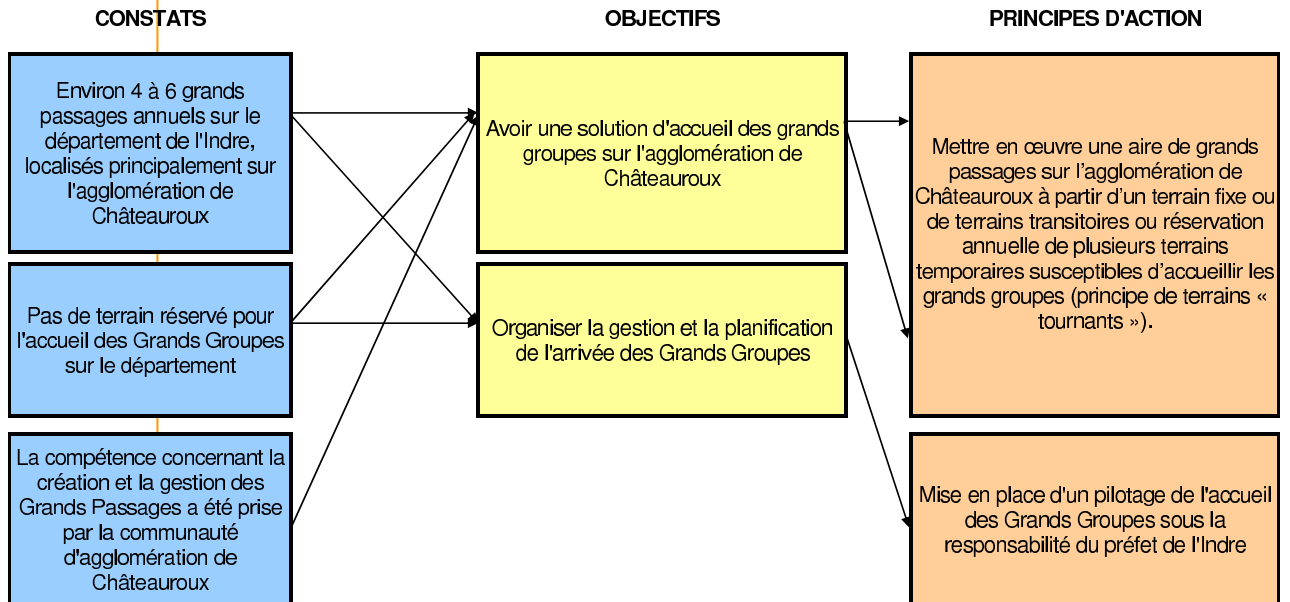 CONSTATS
OBJECTIFS
PRINCIPES D'ACTION
Environ 4 à 6 grands
passages annuels sur le
département de l'Indre,
localisés principalement sur
l'agglomération de
Châteauroux
Pas de terrain réservé pour
l'accueil des Grands Groupes
sur le département
La compétence concernant la
création et la gestion des
Grands Passages a été prise
par la communauté
d'agglomération de
Châteauroux
Avoir une solution d'accueil des grands
groupes sur l'agglomération de
Châteauroux
Organiser la gestion et la planification
de l'arrivée des Grands Groupes
Mettre en œuvre une aire de grands
passages sur l’agglomération de
Châteauroux à partir d’un terrain fixe ou
de terrains transitoires ou réservation
annuelle de plusieurs terrains
temporaires susceptibles d’accueillir les
grands groupes (principe de terrains «
tournants »).
Mise en place d'un pilotage de l'accueil
des Grands Groupes sous la
responsabilité du préfet de l'Indre